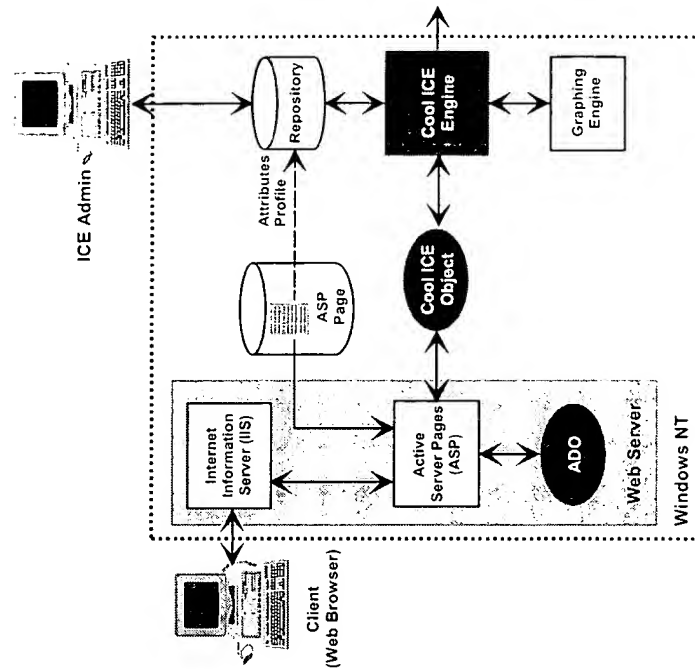 ICE Admin
Repository
Cool ICE
Engine
Graphing
Engine
Attributes
Profile
ASP
Page
Cool ICE
Object
Internet
Information
Server (IIS)
Active
Server Pages
(ASP)
ADO
Web Server
Windows NT
Client
(Web Browser)